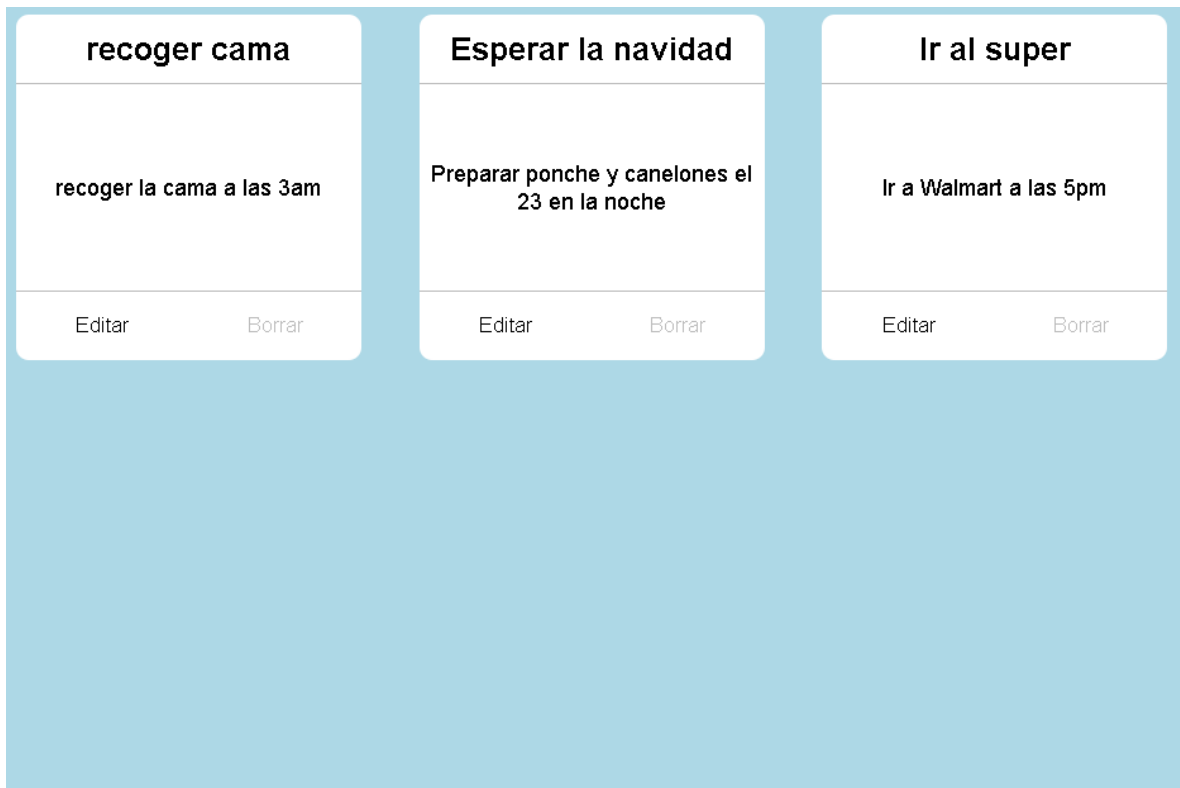 recoger cama
recoger la cama a las 3am
Editar Borrar
Esperar la navidad
Preparar ponche y canelones el
23 en la noche
Editar Borrar
Ir al super
Ir a Walmart a las 5pm
Editar Borrar